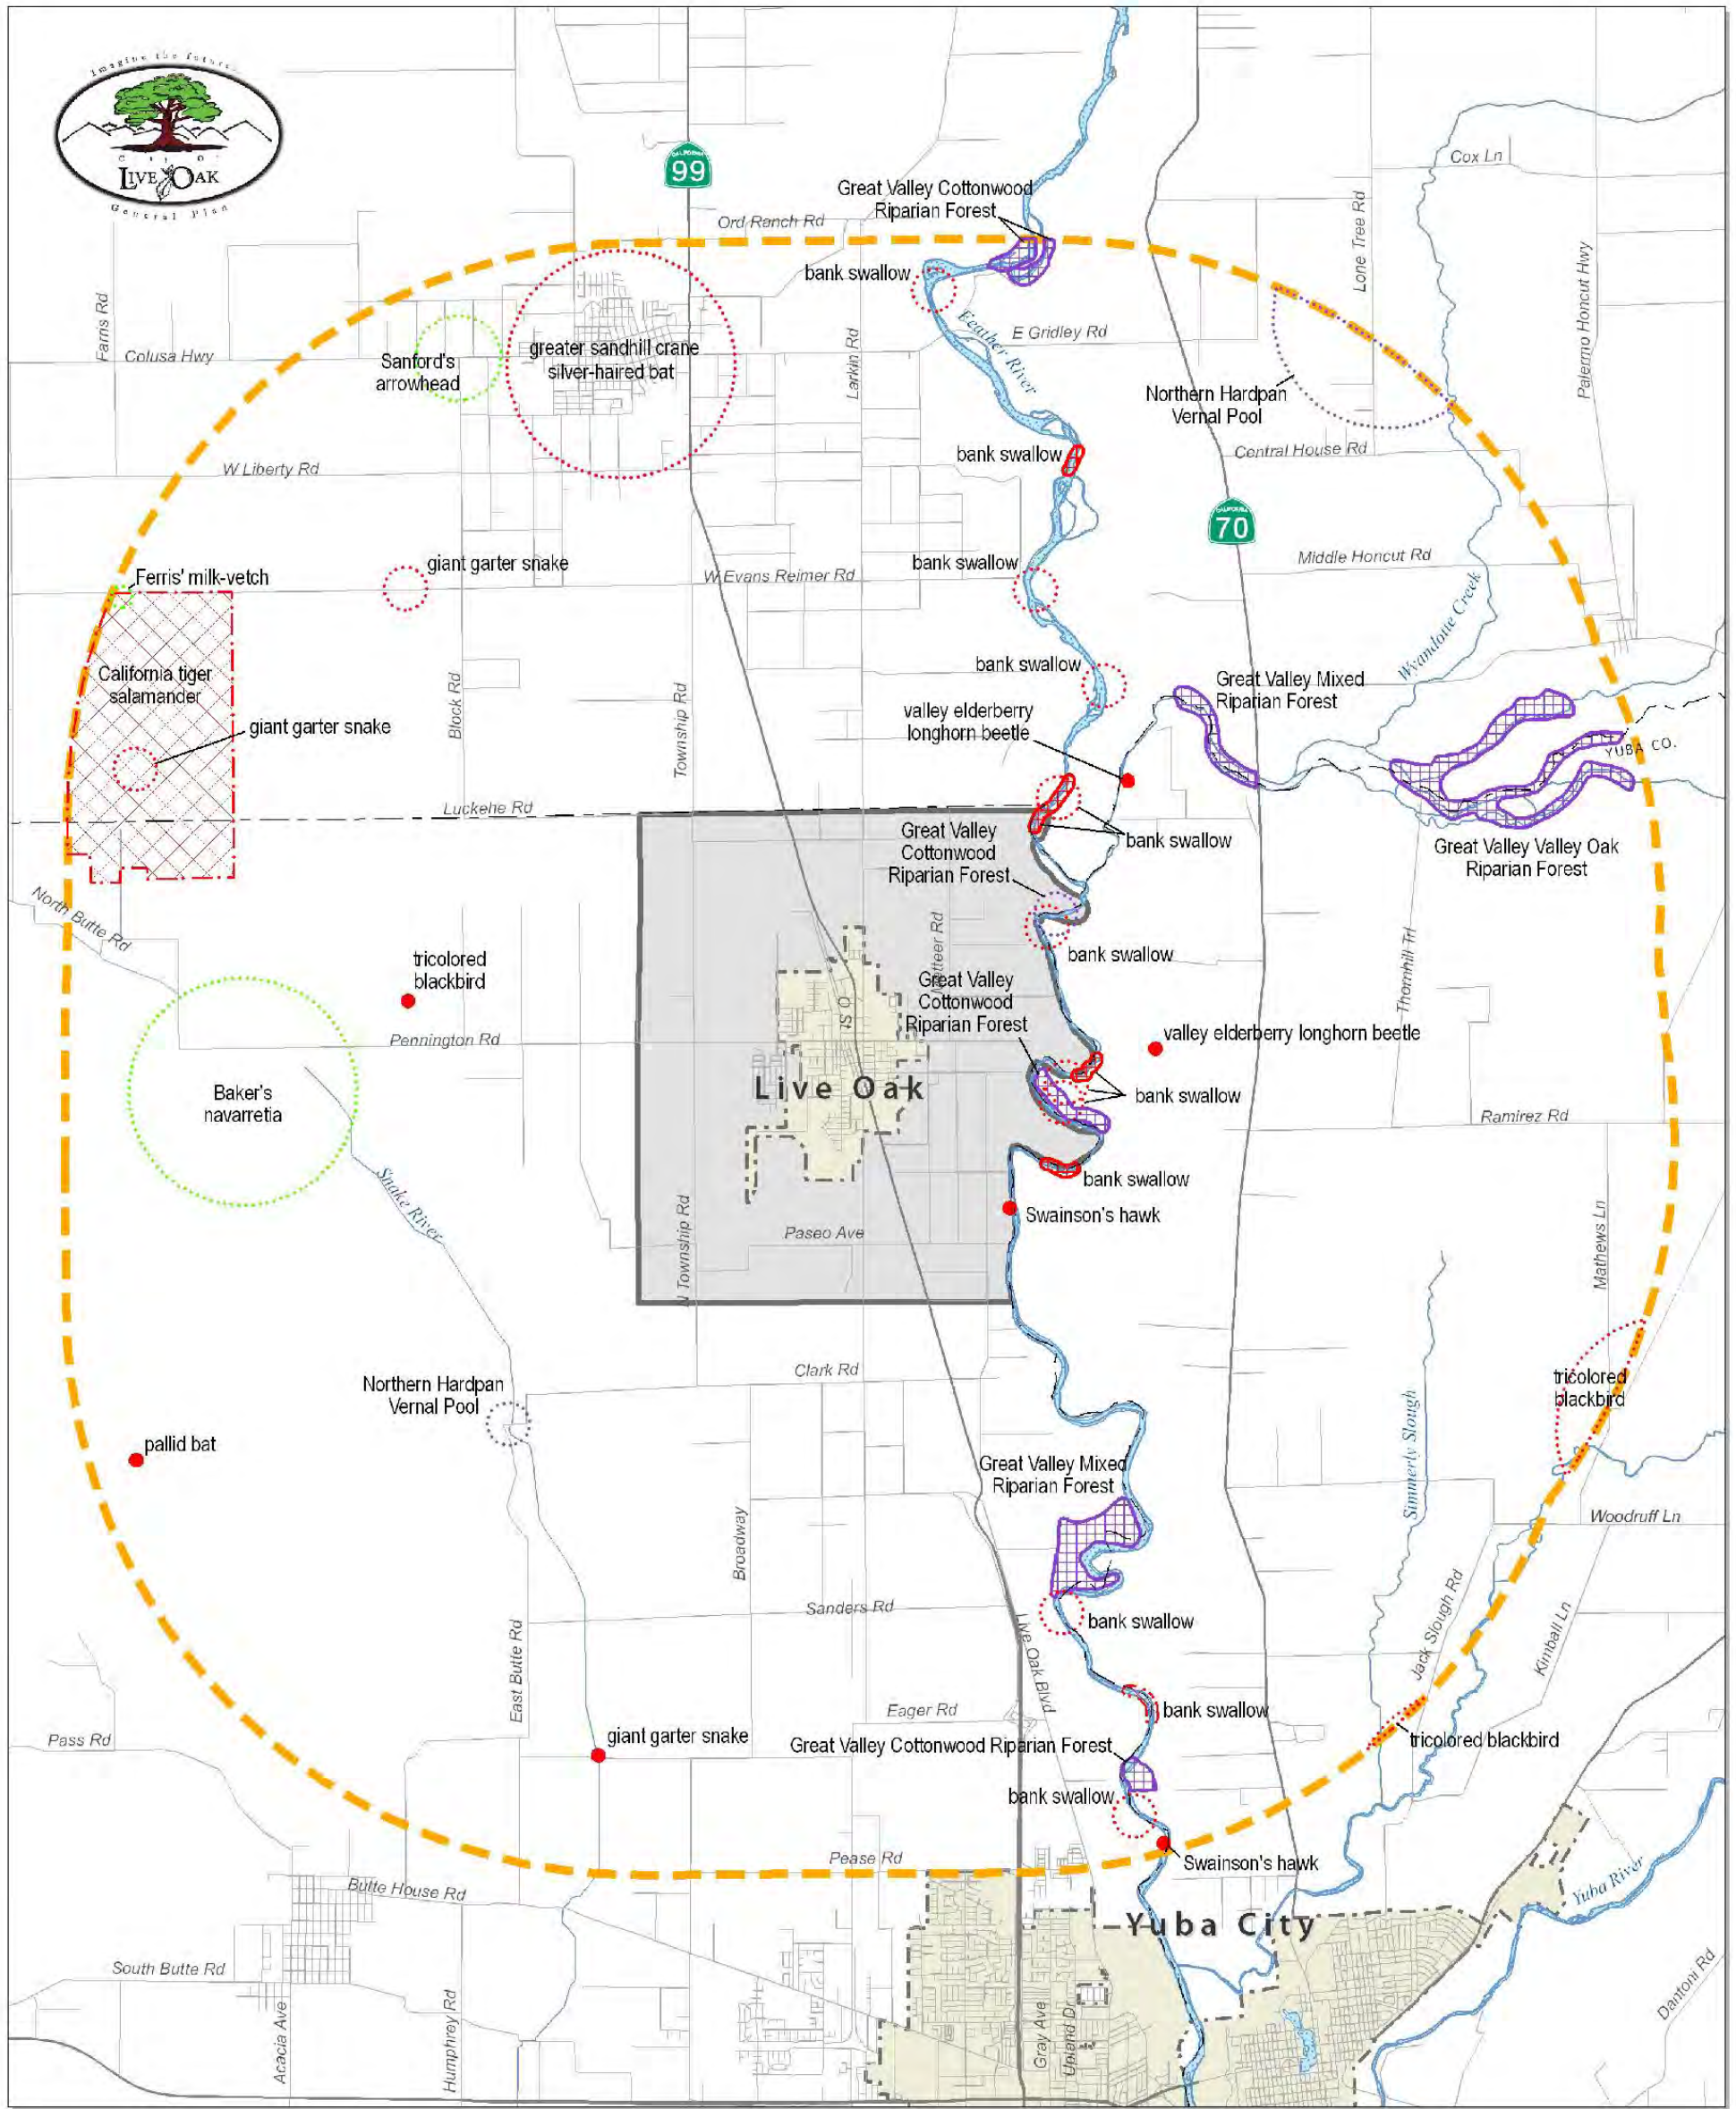 Imagine the future.
City of
LIVE OAK
General Plan
CALIFORNIA
99
Ord Ranch Rd
Great Valley Cottonwood
Riparian Forest
Cox Ln
Lone Tree Rd
Palermo Honcut Hwy
bank swallow
Feather River
E Gridley Rd
Farris Rd
Colusa Hwy
Sanford's
arrowhead
greater sandhill crane
silver-haired bat
Larkin Rd
Northern Hardpan
Vernal Pool
Central House Rd
bank swallow
W Liberty Rd
CALIFORNIA
70
Middle Honcut Rd
bank swallow
giant garter snake
W Evans Reimer Rd
Ferris' milk-vetch
Wyandotte Creek
California tiger
salamander
bank swallow
Great Valley Mixed
Riparian Forest
giant garter snake
Block Rd
Township Rd
valley elderberry
longhorn beetle
YUBA CO.
Luckehe Rd
Great Valley
Cottonwood
Riparian Forest
bank swallow
Great Valley Valley Oak
Riparian Forest
North Butte Rd
tricolored
blackbird
Metteer Rd
bank swallow
Thornhill Trl
Great Valley
Cottonwood
Riparian Forest
O St
Pennington Rd
valley elderberry longhorn beetle
Live Oak
Baker's
navarretia
bank swallow
Ramirez Rd
Snake River
bank swallow
Swainson's hawk
Paseo Ave
N Township Rd
Mathews Ln
Clark Rd
Northern Hardpan
Vernal Pool
tricolored
blackbird
pallid bat
Simmerly Slough
Great Valley Mixed
Riparian Forest
Woodruff Ln
Broadway
Sanders Rd
bank swallow
Live Oak Blvd
East Butte Rd
Jack Slough Rd
Kimball Ln
Eager Rd
bank swallow
Pass Rd
giant garter snake
Great Valley Cottonwood Riparian Forest
tricolored blackbird
bank swallow
Pease Rd
Swainson's hawk
Butte House Rd
Yuba River
Yuba City
South Butte Rd
Acacia Ave
Humphrey Rd
Gray Ave
Upland Dr
Dantoni Rd